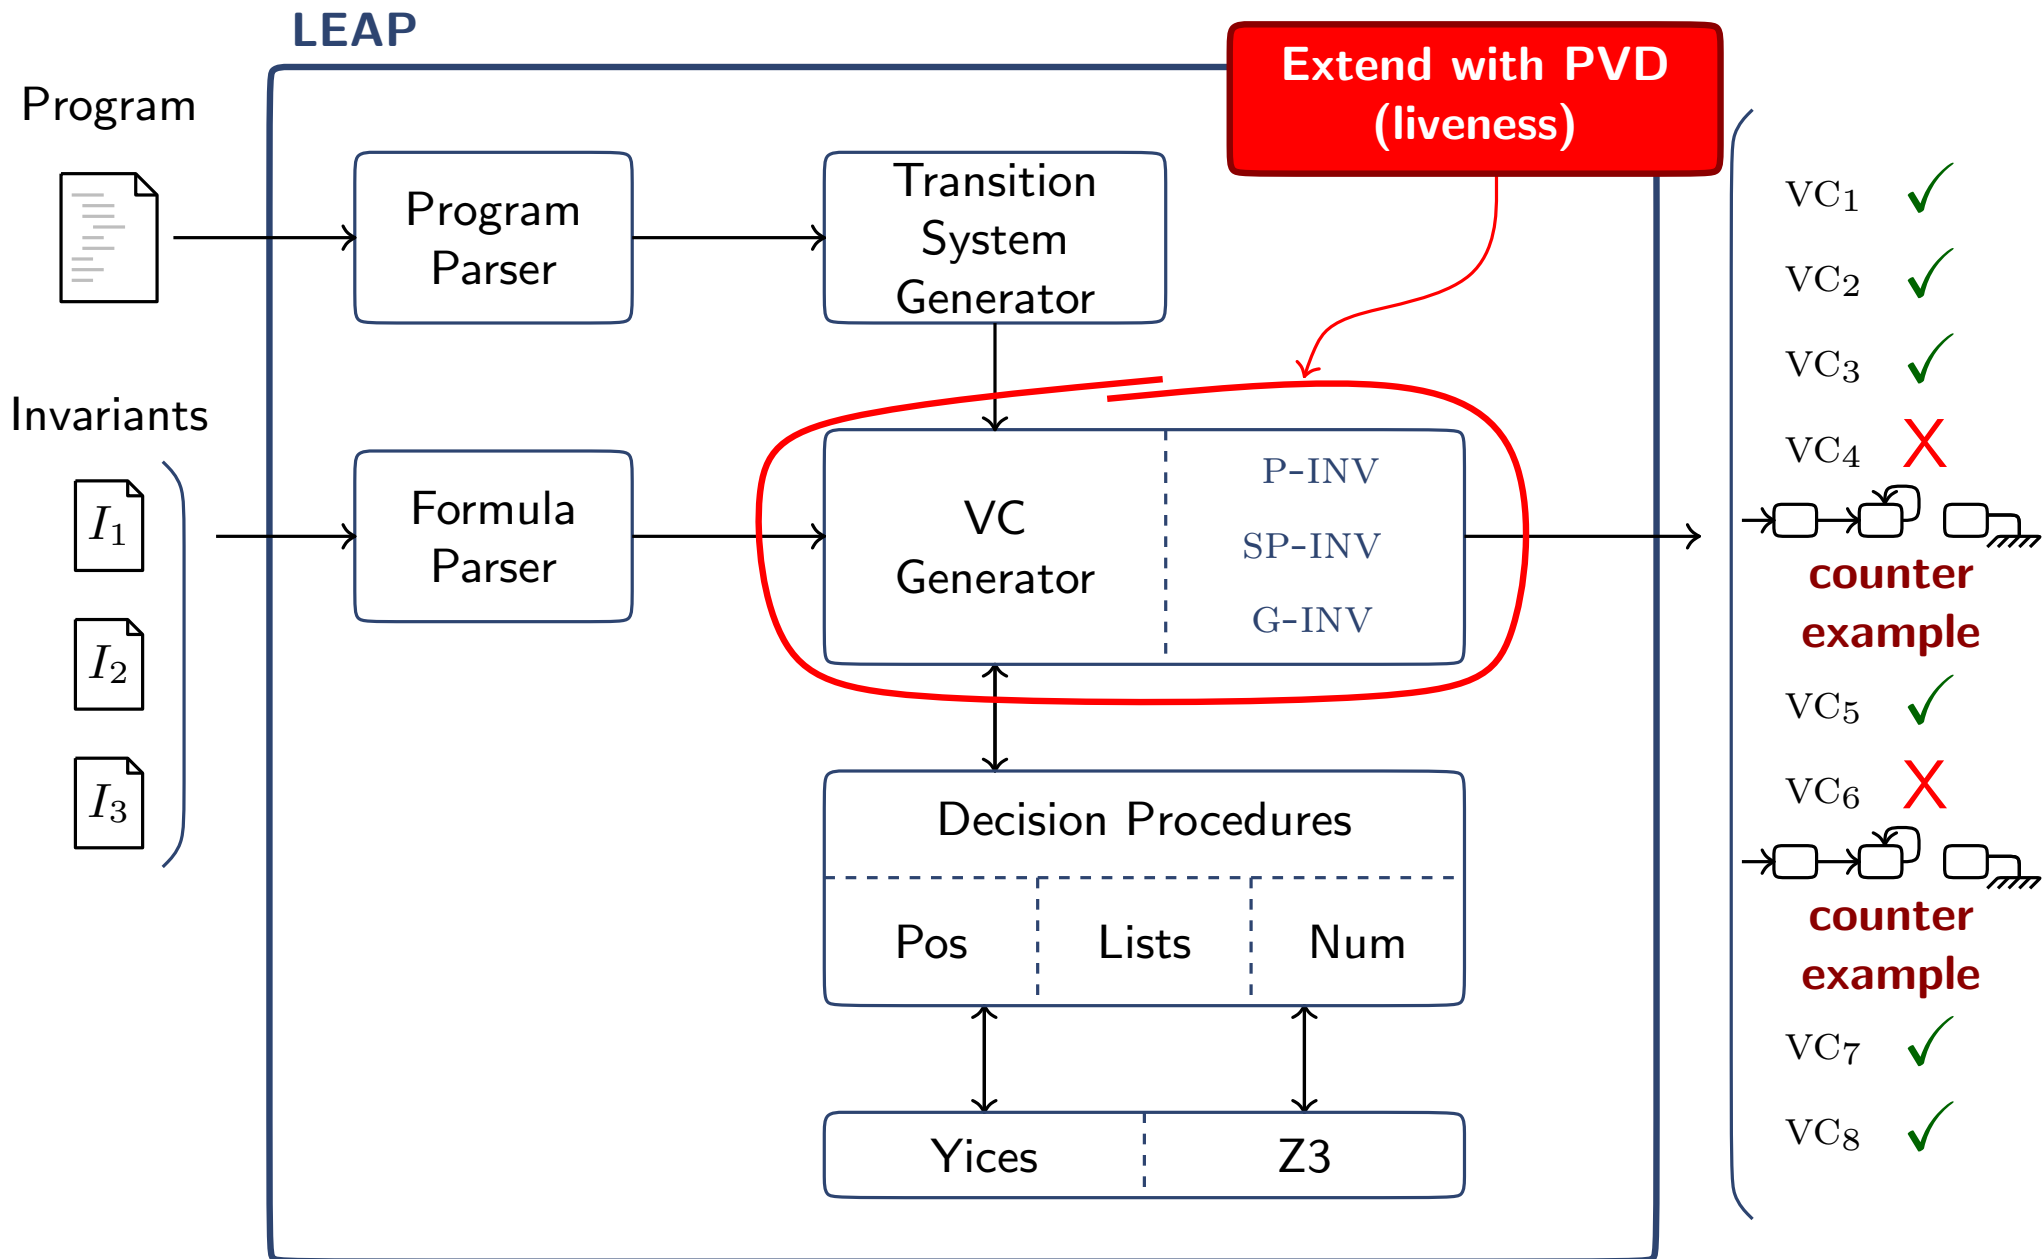 LEAP
Extend with PVD
(liveness)
Program
Program
Parser
Transition
System
Generator
Invariants
I1
I2
I3
Formula
Parser
VC
Generator
P-INV
SP-INV
G-INV
Decision Procedures
Pos
Lists
Num
Yices
Z3
VC1 ✓
VC2 ✓
VC3 ✓
VC4 X
counter
example
VC5 ✓
VC6 X
counter
example
VC7 ✓
VC8 ✓